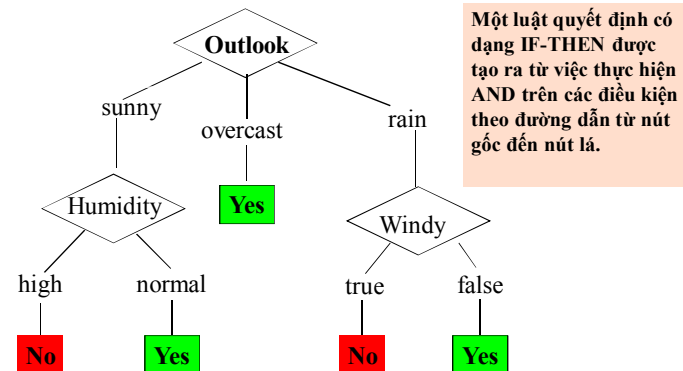 Outlook
Một luật quyết định có
dạng IF-THEN được
tạo ra từ việc thực hiện
AND trên các điều kiện
theo đường dẫn từ nút
gốc đến nút lá.
sunny
overcast
rain
Humidity
Yes
Windy
high
normal
true
false
No
Yes
No
Yes